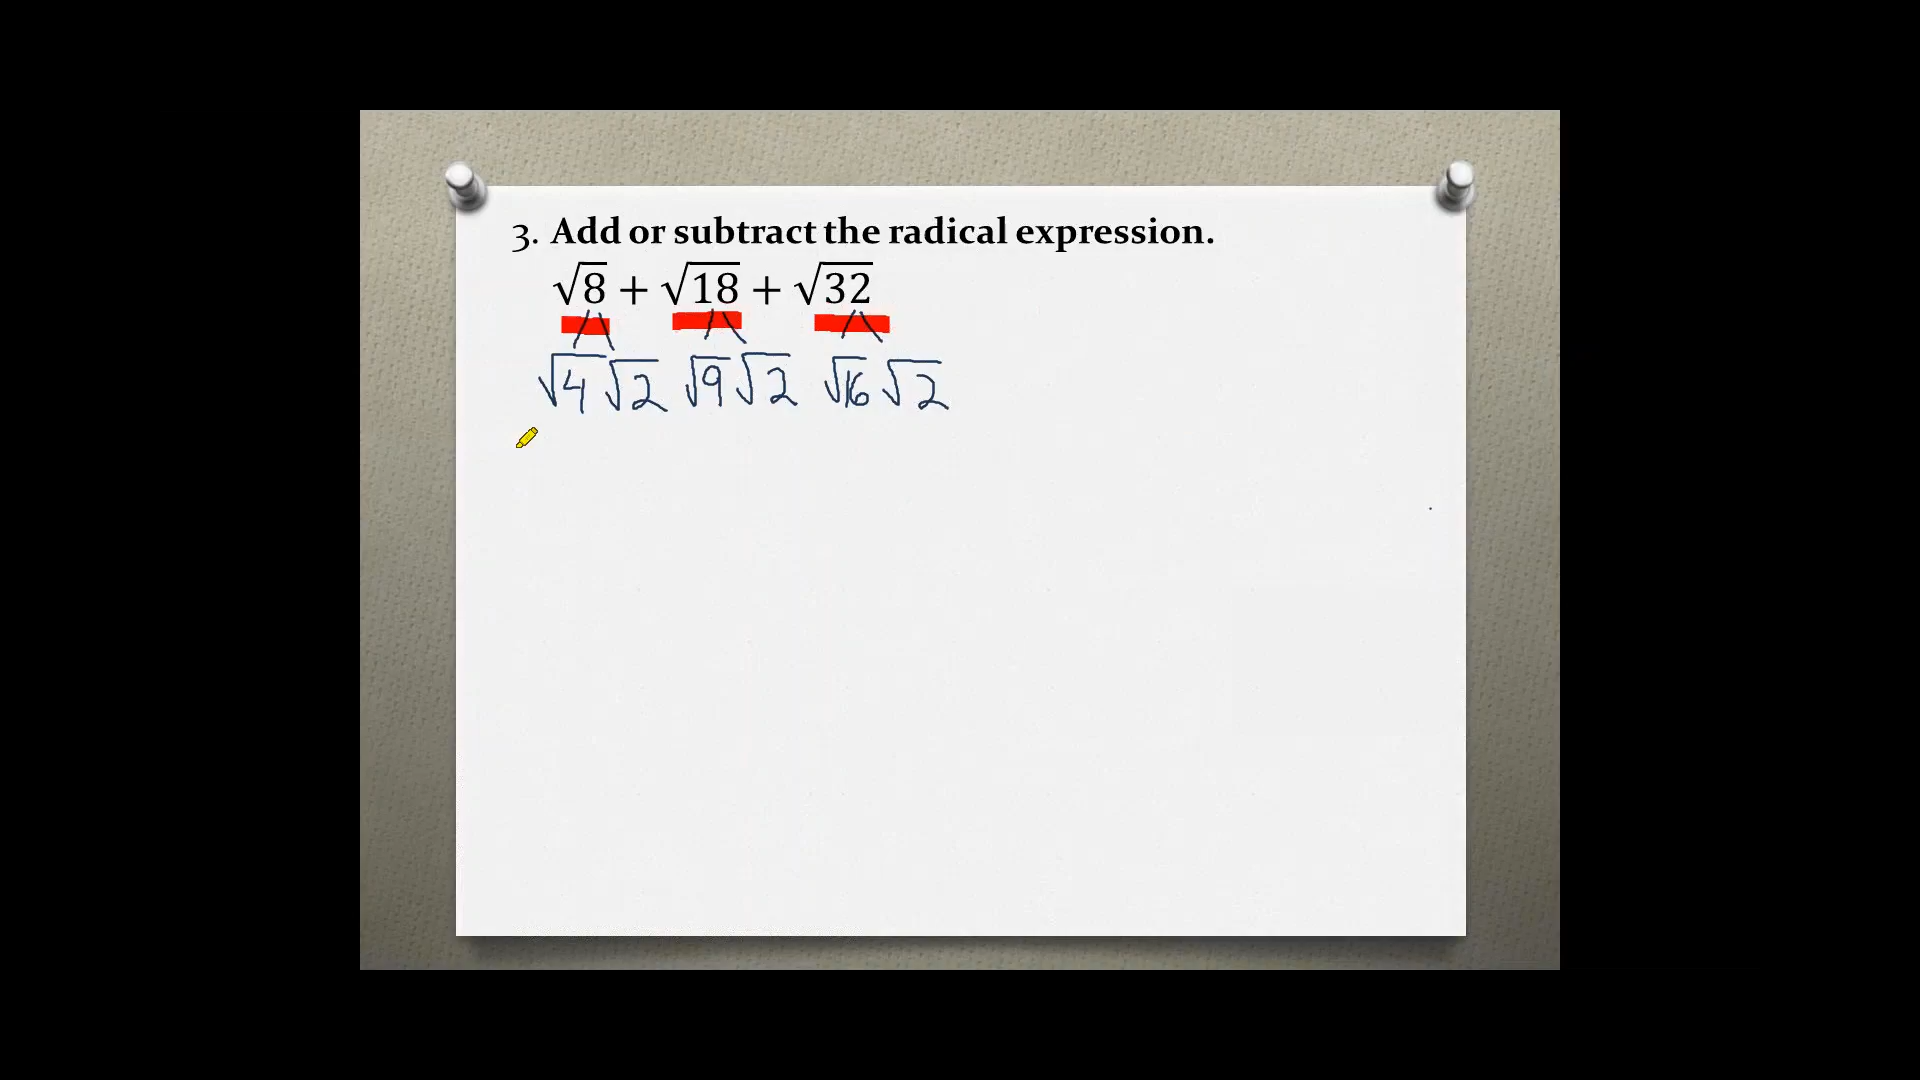 3. Add or subtract the radical expression.
√8 + √18 + √32
√4 √2 √9 √2 √16 √2